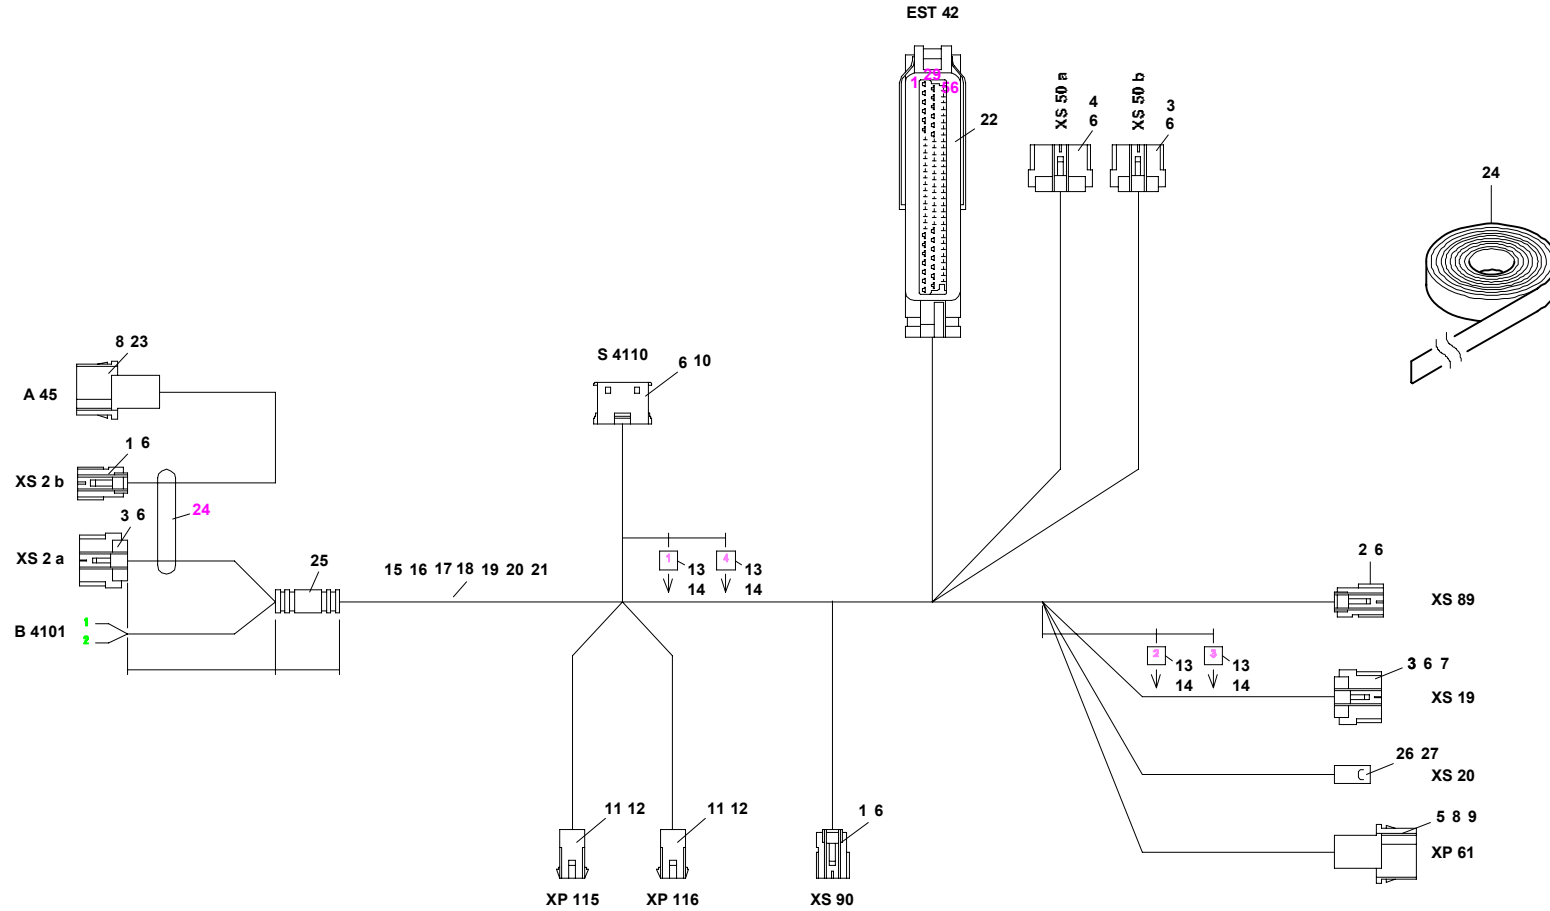 EST 42
1
29
56
22
XS 50 a
4
6
XS 50 b
3
6
24
8 23
A 45
S 4110
6 10
1 6
XS 2 b
24
3 6
XS 2 a
25
15 16 17 18 19 20 21
1
13
14
4
13
14
B 4101
1
2
2 6
XS 89
2
13
14
3
13
14
3 6 7
XS 19
26 27
XS 20
5 8 9
XP 61
11 12
XP 115
11 12
XP 116
1 6
XS 90